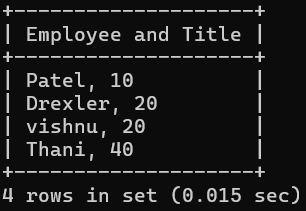 +--------------------+
| Employee and Title |
+--------------------+
| Patel, 10          |
| Drexler, 20        |
| vishnu, 20         |
| Thani, 40          |
+--------------------+
4 rows in set (0.015 sec)